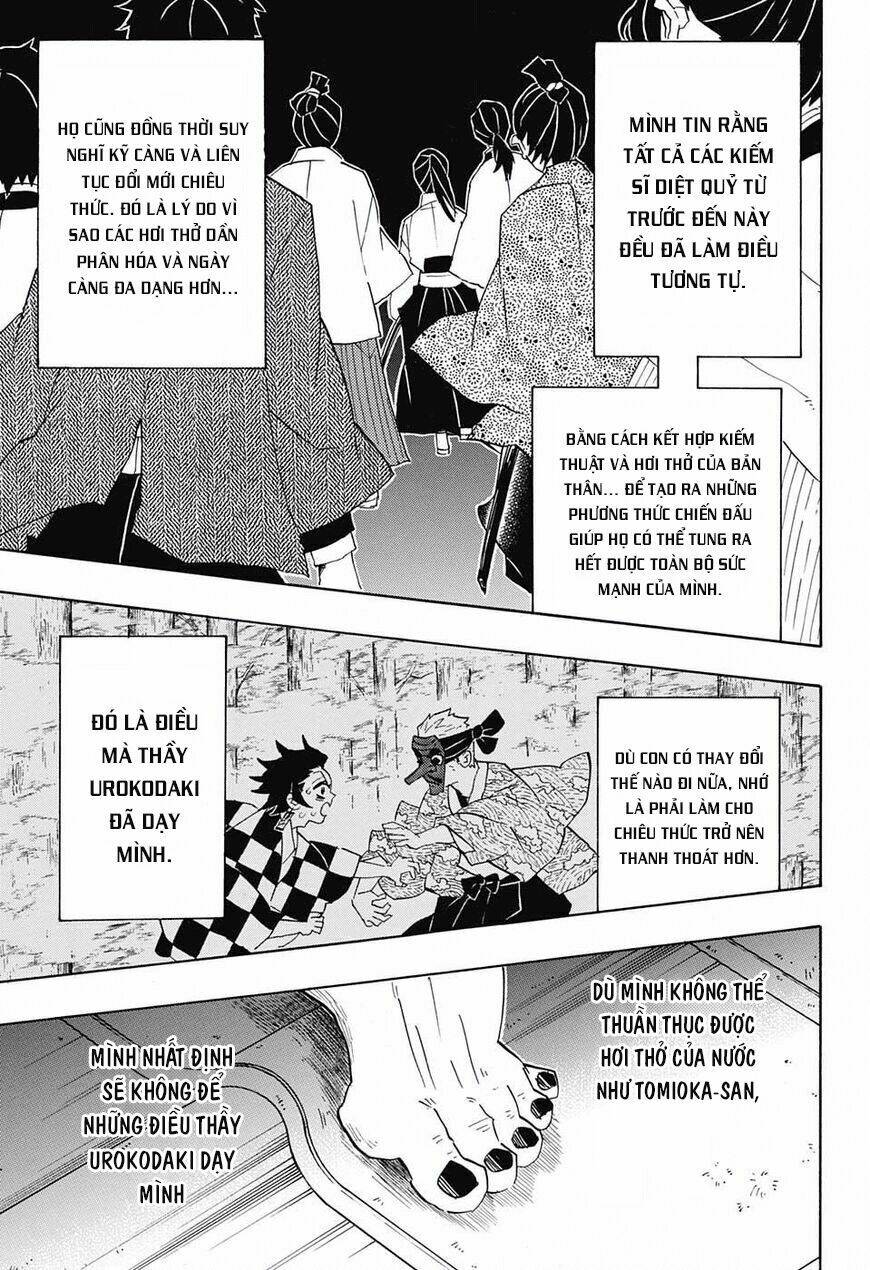 MÌNH TIN RẰNG
TẤT CẢ CÁC KIẾM
SĨ DIỆT QUỶ TỪ
TRƯỚC ĐẾN NÀY
ĐỀU ĐÃ LÀM ĐIỀU
TƯƠNG TỰ.
BẰNG CÁCH KẾT HỢP KIẾM
THUẬT VÀ HƠI THỞ CỦA BẢN
THÂN... ĐỂ TẠO RA NHỮNG
PHƯƠNG THỨC CHIẾN ĐẤU
GIÚP HỌ CÓ THỂ TUNG RA
HẾT ĐƯỢC TOÀN BỘ SỨC
MẠNH CỦA MÌNH.
HỌ CŨNG ĐỒNG THỜI SUY
NGHĨ KỸ CÀNG VÀ LIÊN
TỤC ĐỔI MỚI CHIÊU
THỨC. ĐÓ LÀ LÝ DO VÌ
SAO CÁC HƠI THỞ DẦN
PHÂN HÓA VÀ NGÀY
CÀNG ĐA DẠNG HƠN...
DÙ CON CÓ THAY ĐỔI
THẾ NÀO ĐI NỮA, NHỚ
LÀ PHẢI LÀM CHO
CHIÊU THỨC TRỞ NÊN
THANH THOÁT HƠN.
ĐÓ LÀ ĐIỀU
MÀ THẦY
UROKODAKI
ĐÃ DẠY
MÌNH.
DÙ MÌNH KHÔNG THỂ
THUẦN THỤC ĐƯỢC
HƠI THỞ CỦA NƯỚC
NHƯ TOMIOKA-SAN,
MÌNH NHẤT ĐỊNH
SẼ KHÔNG ĐỂ
NHỮNG ĐIỀU THẦY
UROKODAKI DẠY
MÌNH